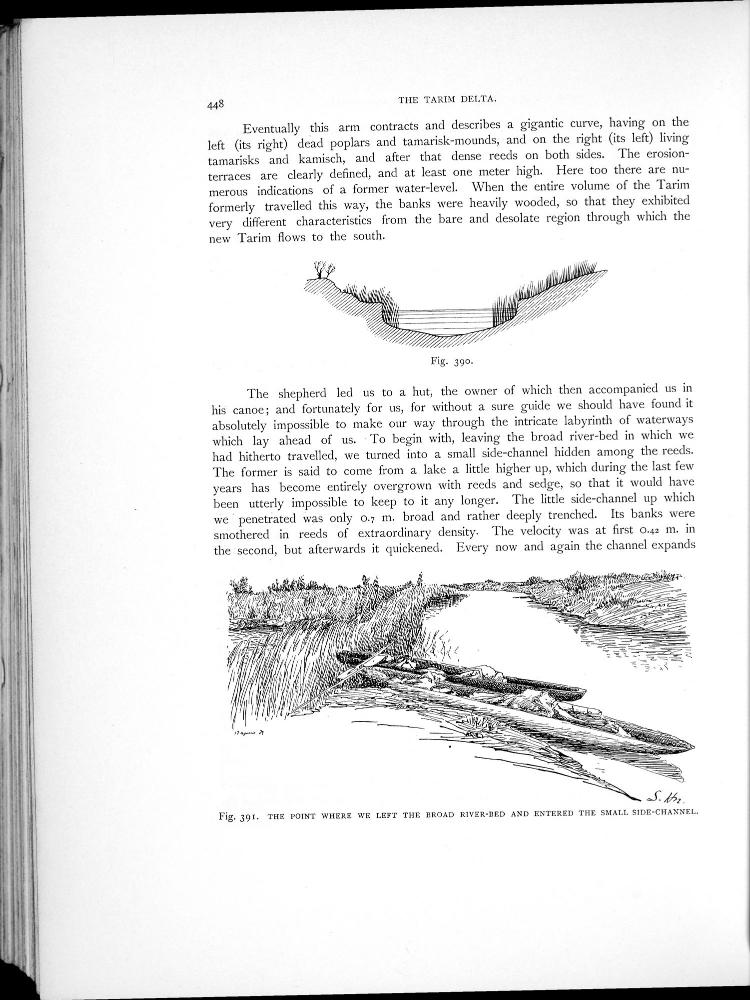 448
THE TARIM DELTA.
Eventually this arm contracts and describes a gigantic curve, having on the
left (its right) dead poplars and tamarisk-mounds, and on the right (its left) living
tamarisks and kamisch, and after that dense reeds on both sides. The erosion-
terraces are clearly defined, and at least one meter high. Here too there are nu-
merous indications of a former water-level. When the entire volume of the Tarim
formerly travelled this way, the banks were heavily wooded, so that they exhibited
very different characteristics from the bare and desolate region through which the
new Tarim flows to the south.
Fig. 390.
The shepherd led us to a hut, the owner of which then accompanied us in
his canoe; and fortunately for us, for without a sure guide we should have found it
absolutely impossible to make our way through the intricate labyrinth of waterways
which lay ahead of us. To begin with, leaving the broad river-bed in which we
had hitherto travelled, we turned into a small side-channel hidden among the reeds.
The former is said to come from a lake a little higher up, which during the last few
years has become entirely overgrown with reeds and sedge, so that it would have
been utterly impossible to keep to it any longer. The little side-channel up which
we penetrated was only 0.7 m. broad and rather deeply trenched. Its banks were
smothered in reeds of extraordinary density. The velocity was at first 0.42 m. in
the second, but afterwards it quickened. Every now and again the channel expands
Fig. 391. THE POINT WHERE WE LEFT THE BROAD RIVER-BED AND ENTERED THE SMALL SIDE-CHANNEL.